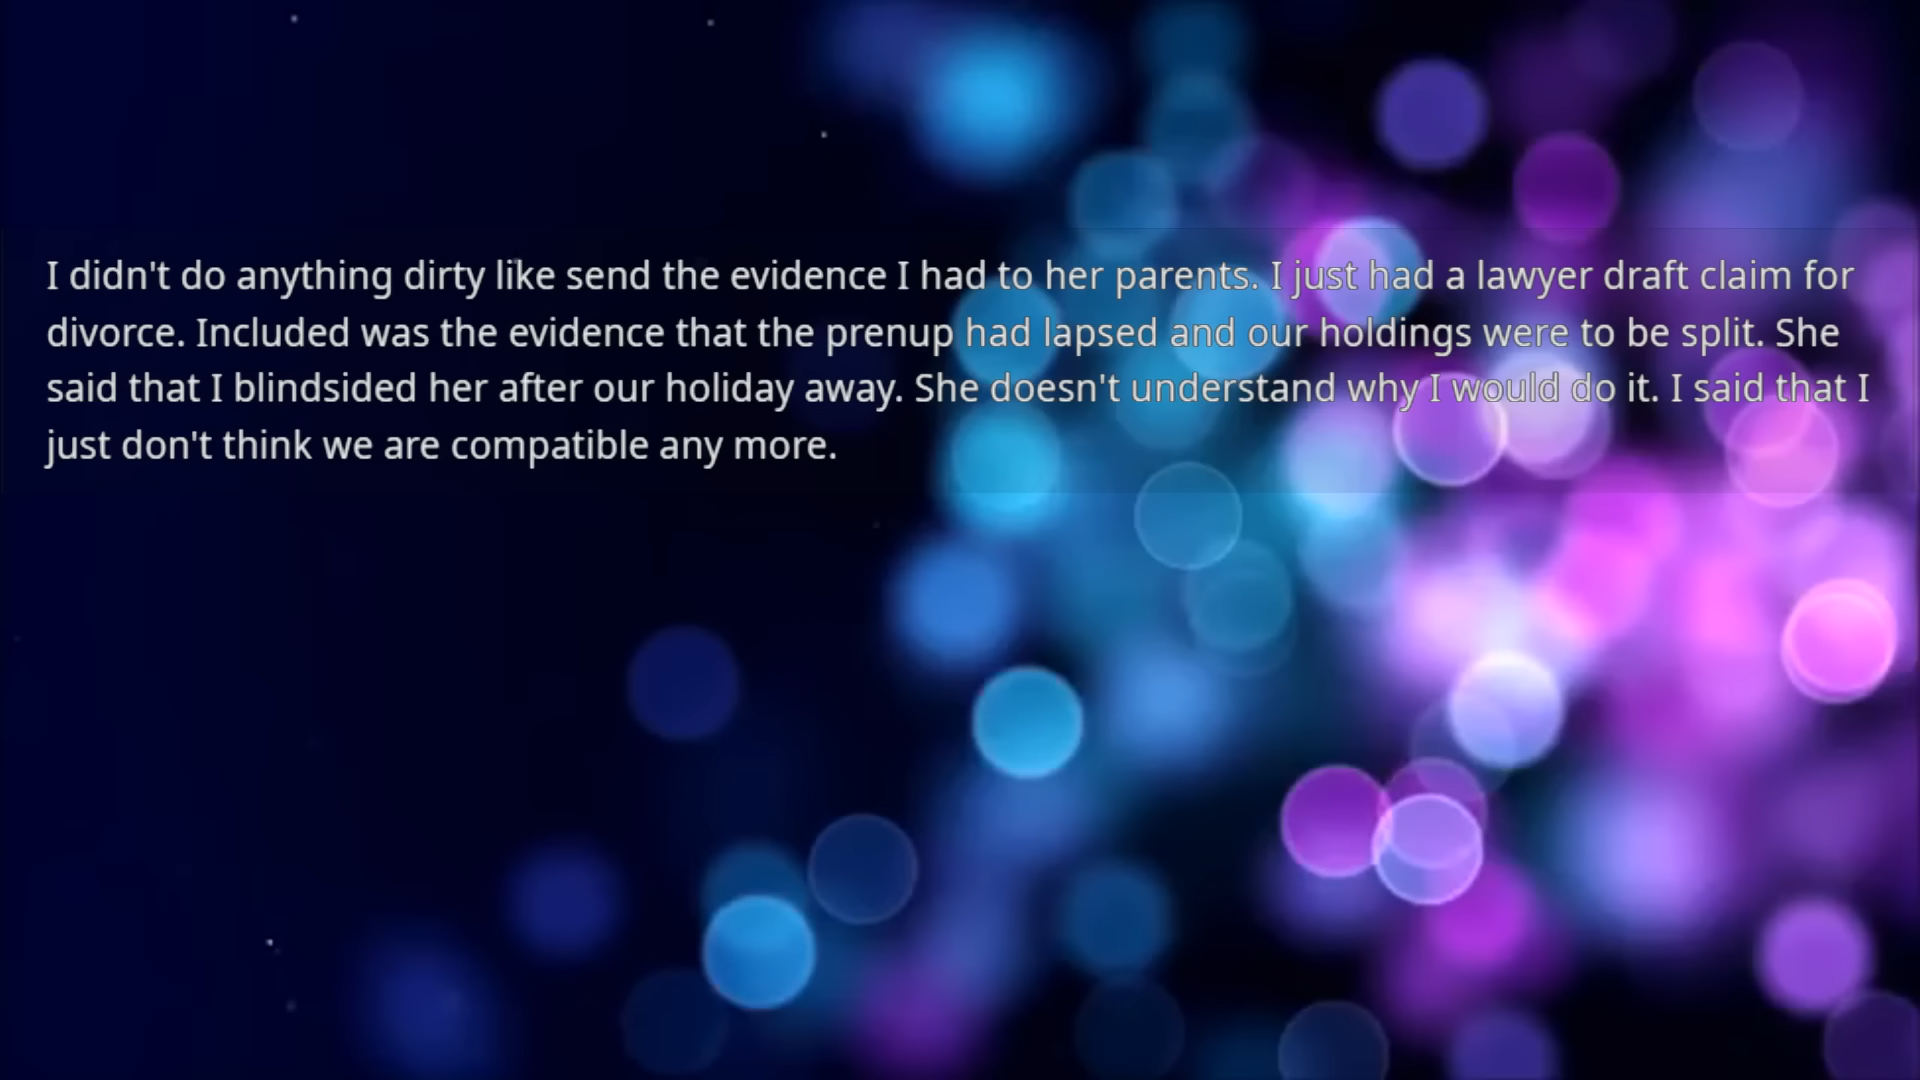 I didn't do anything dirty like send the evidence I had to her parents. I just had a lawyer draft claim for
divorce. Included was the evidence that the prenup had lapsed and our holdings were to be split. She
said that I blindsided her after our holiday away. She doesn't understand why I would do it. I said that I
just don't think we are compatible any more.